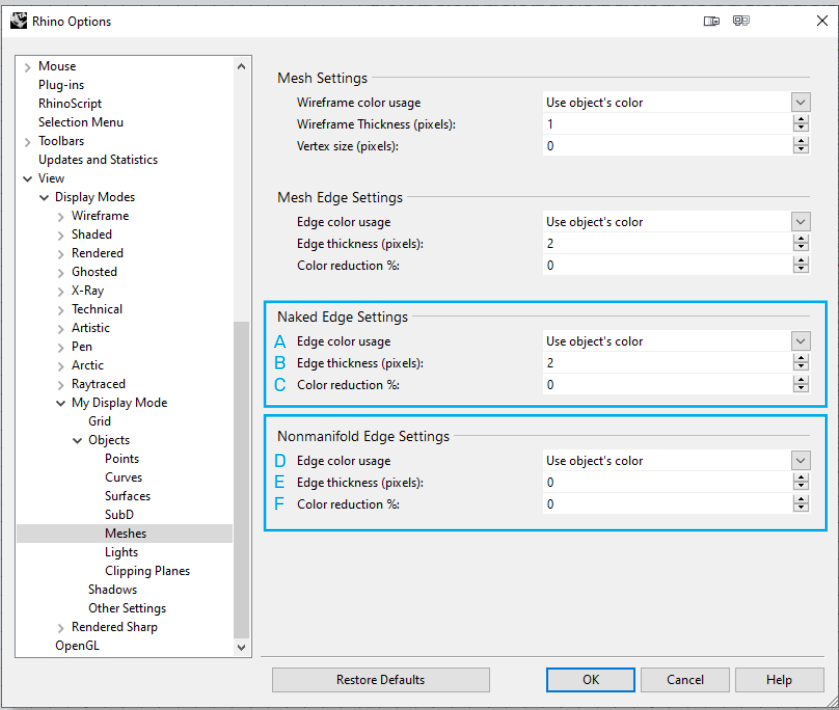 Rhino Options
Mouse
Plug-ins
RhinoScript
Selection Menu
Toolbars
Updates and Statistics
View
Display Modes
Wireframe
Shaded
Rendered
Ghosted
X-Ray
Technical
Artistic
Pen
Arctic
Raytraced
My Display Mode
Grid
Objects
Points
Curves
Surfaces
SubD
Meshes
Lights
Clipping Planes
Shadows
Other Settings
Rendered Sharp
OpenGL
Mesh Settings
Wireframe color usage Use object's color
Wireframe Thickness (pixels): 1
Vertex size (pixels): 0
Mesh Edge Settings
Edge color usage Use object's color
Edge thickness (pixels): 2
Color reduction %: 0
Naked Edge Settings
A Edge color usage Use object's color
B Edge thickness (pixels): 2
C Color reduction %: 0
Nonmanifold Edge Settings
D Edge color usage Use object's color
E Edge thickness (pixels): 0
F Color reduction %: 0
Restore Defaults OK Cancel Help